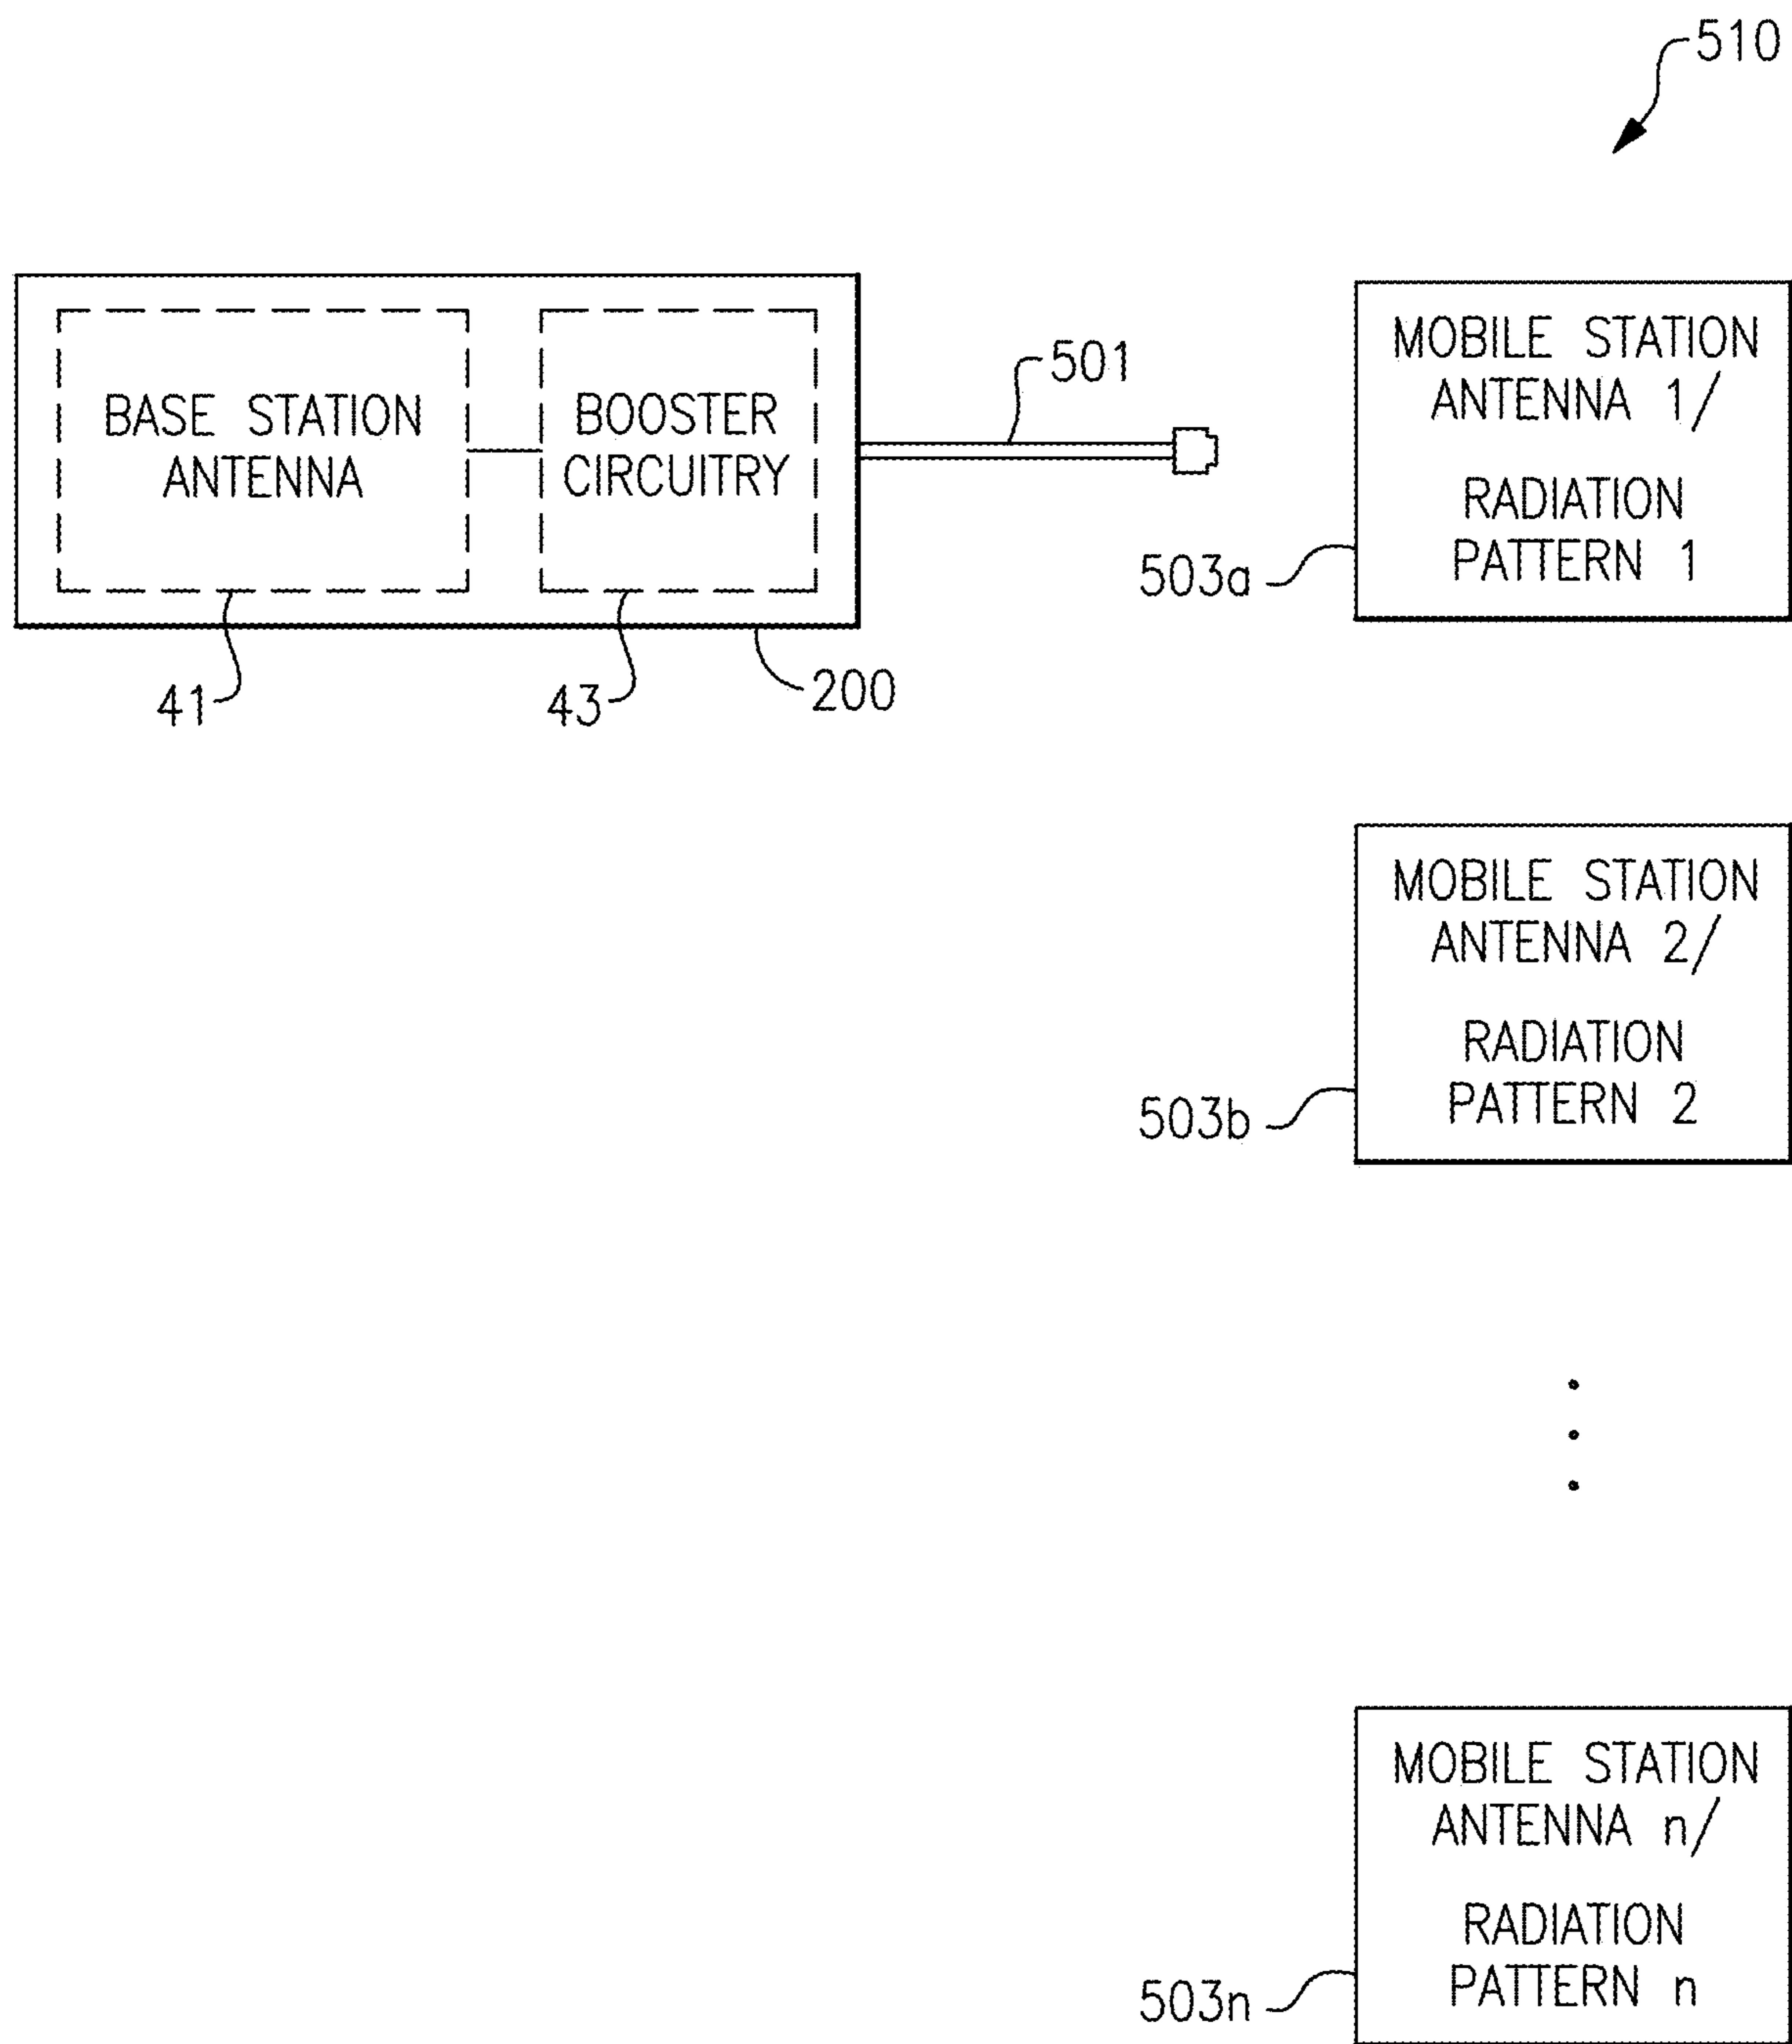 510
BASE STATION
ANTENNA
BOOSTER
CIRCUITRY
501
MOBILE STATION
ANTENNA 1/
RADIATION
PATTERN 1
503a
41
43
200
MOBILE STATION
ANTENNA 2/
RADIATION
PATTERN 2
503b
MOBILE STATION
ANTENNA n/
RADIATION
PATTERN n
503n